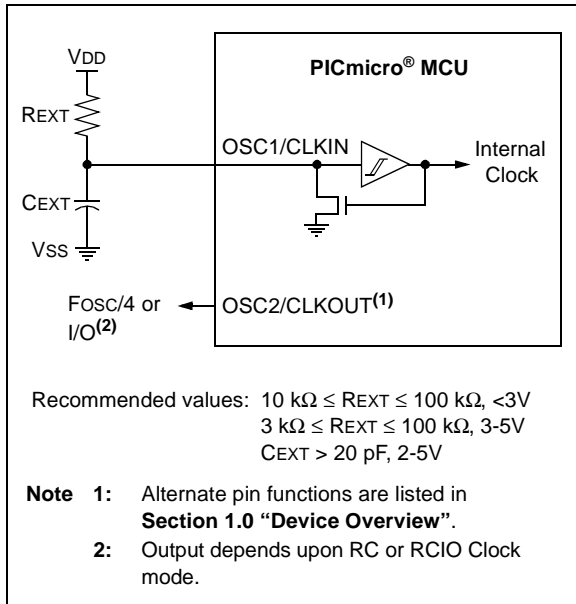 VDD
PICmicro® MCU
REXT
OSC1/CLKIN
Internal
Clock
CEXT
VSS
FOSC/4 or
I/O(2)
OSC2/CLKOUT(1)
Recommended values: 10 kΩ ≤ REXT ≤ 100 kΩ, <3V
3 kΩ ≤ REXT ≤ 100 kΩ, 3-5V
CEXT > 20 pF, 2-5V
Note 1: Alternate pin functions are listed in
Section 1.0 “Device Overview”.
2: Output depends upon RC or RCIO Clock
mode.